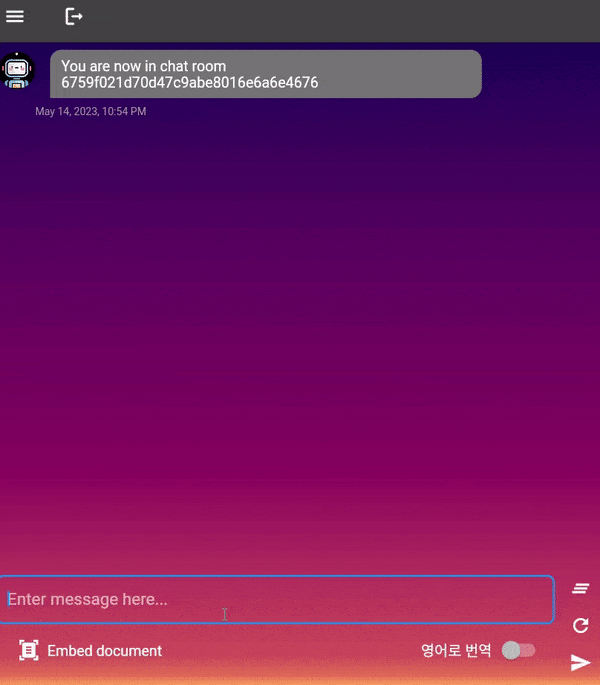 You are now in chat room
6759f021d70d47c9abe8016e6a6e4676
May 14, 2023, 10:54 PM
Enter message here...
Embed document
영어로 번역